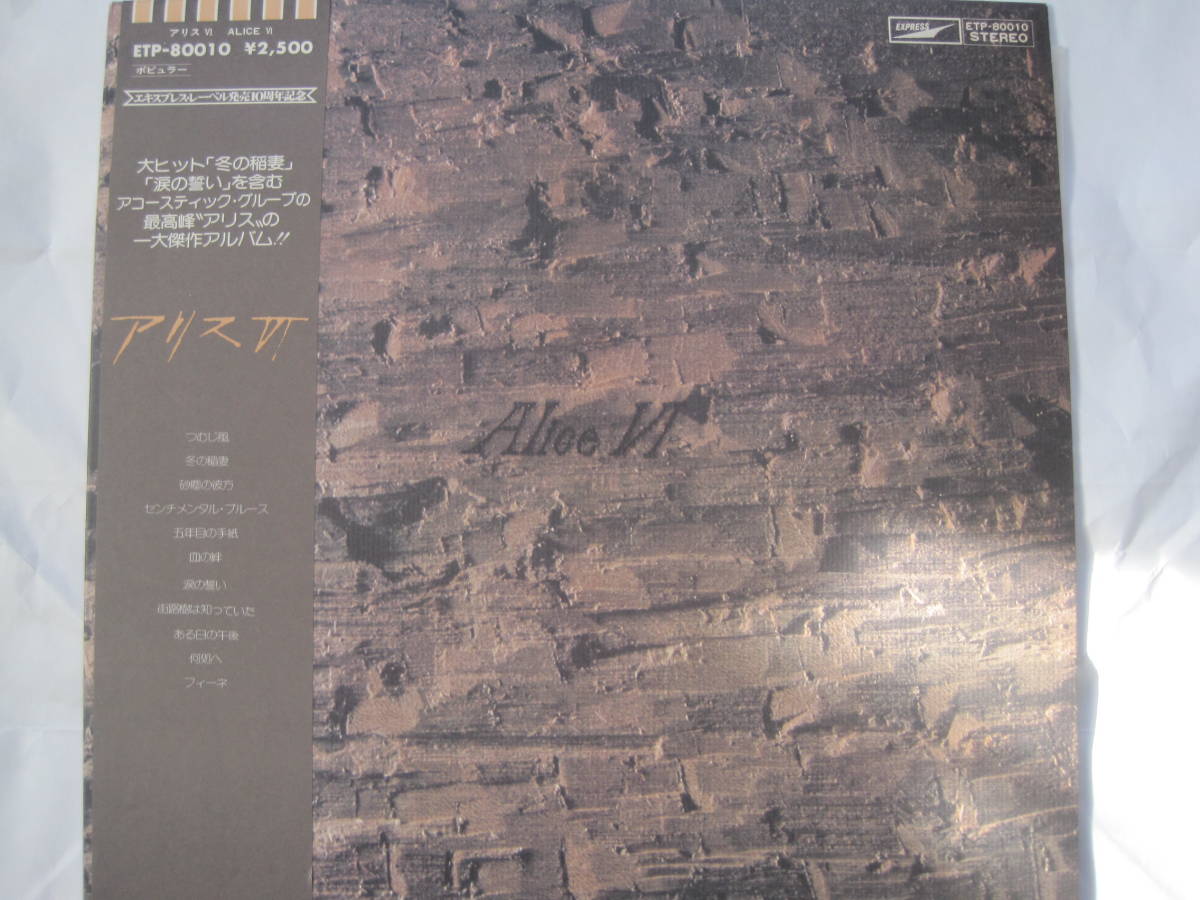 アリス VI ALICE VI
ETP-80010 ¥2,500
ポピュラー
エキスプレス・レーベル発売10周年記念
大ヒット「冬の稲妻」
「涙の誓い」を含む
アコースティック・グループの
最高峰〝アリス〟の
一大傑作アルバム!!
アリス VI
つむじ風
冬の稲妻
砂塵の彼方
センチメンタル・ブルース
五年目の手紙
血の絆
涙の誓い
街路樹は知っていた
ある日の午後
何処へ
フィーネ
EXPRESS
ETP-80010
STEREO
Alice VI